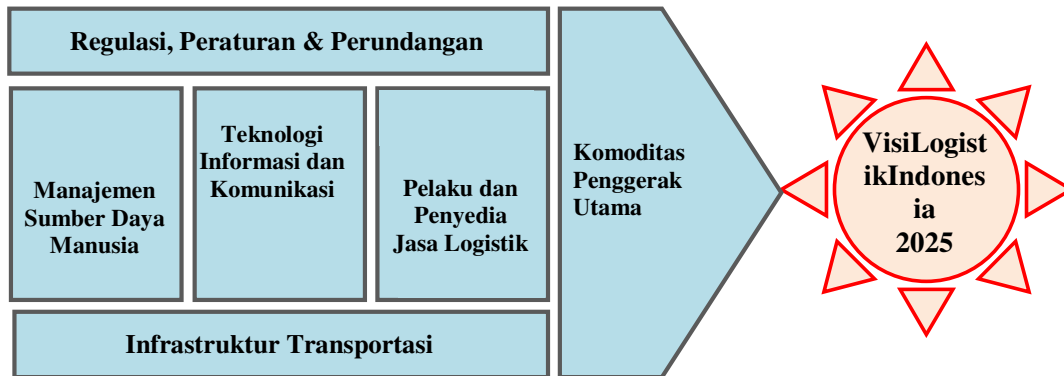 Regulasi, Peraturan & Perundangan
Manajemen
Sumber Daya
Manusia
Teknologi
Informasi dan
Komunikasi
Pelaku dan
Penyedia
Jasa Logistik
Infrastruktur Transportasi
Komoditas
Penggerak
Utama
VisiLogist
ikIndones
ia
2025